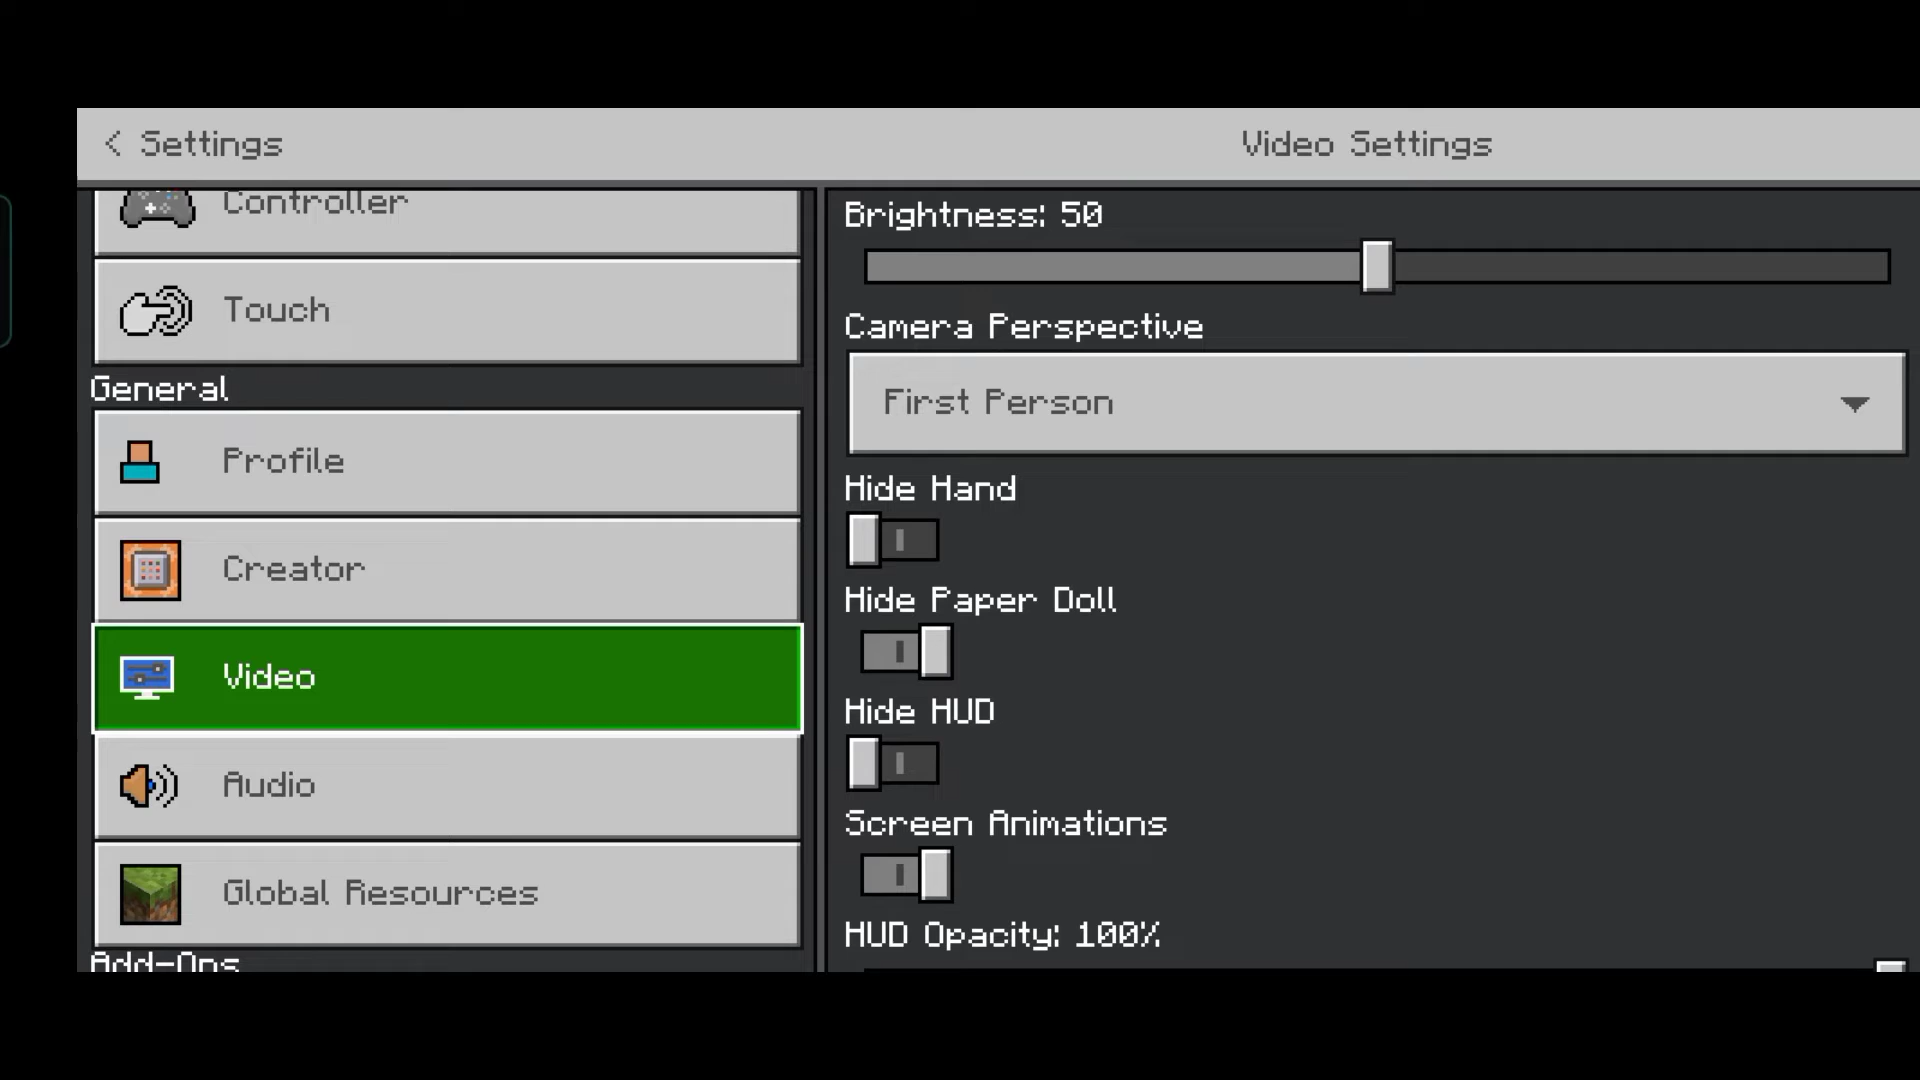 < Settings
Video Settings
Controller
Touch
General
Profile
Creator
Video
Audio
Global Resources
Add-Ons
Brightness: 50
Camera Perspective
First Person
Hide Hand
Hide Paper Doll
Hide HUD
Screen Animations
HUD Opacity: 100%